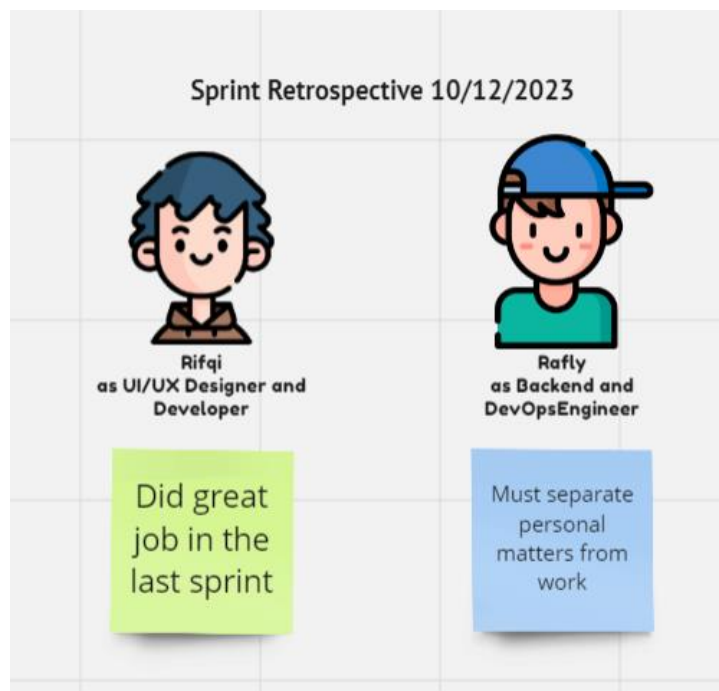 Sprint Retrospective 10/12/2023
Rifqi
as UI/UX Designer and
Developer
Rafly
as Backend and
DevOpsEngineer
Did great
job in the
last sprint
Must separate
personal
matters from
work